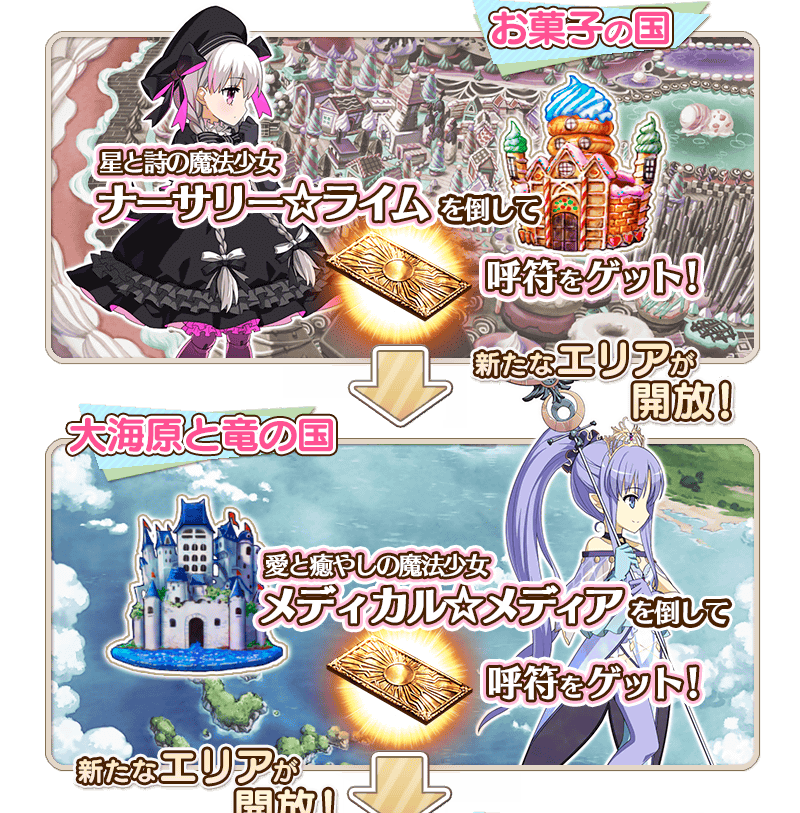 お菓子の国
星と詩の魔法少女
ナーサリー☆ライム を倒して
呼符をゲット!
新たなエリアが
開放!
大海原と竜の国
愛と癒やしの魔法少女
メディカル☆メディア を倒して
呼符をゲット!
新たなエリアが
開放!